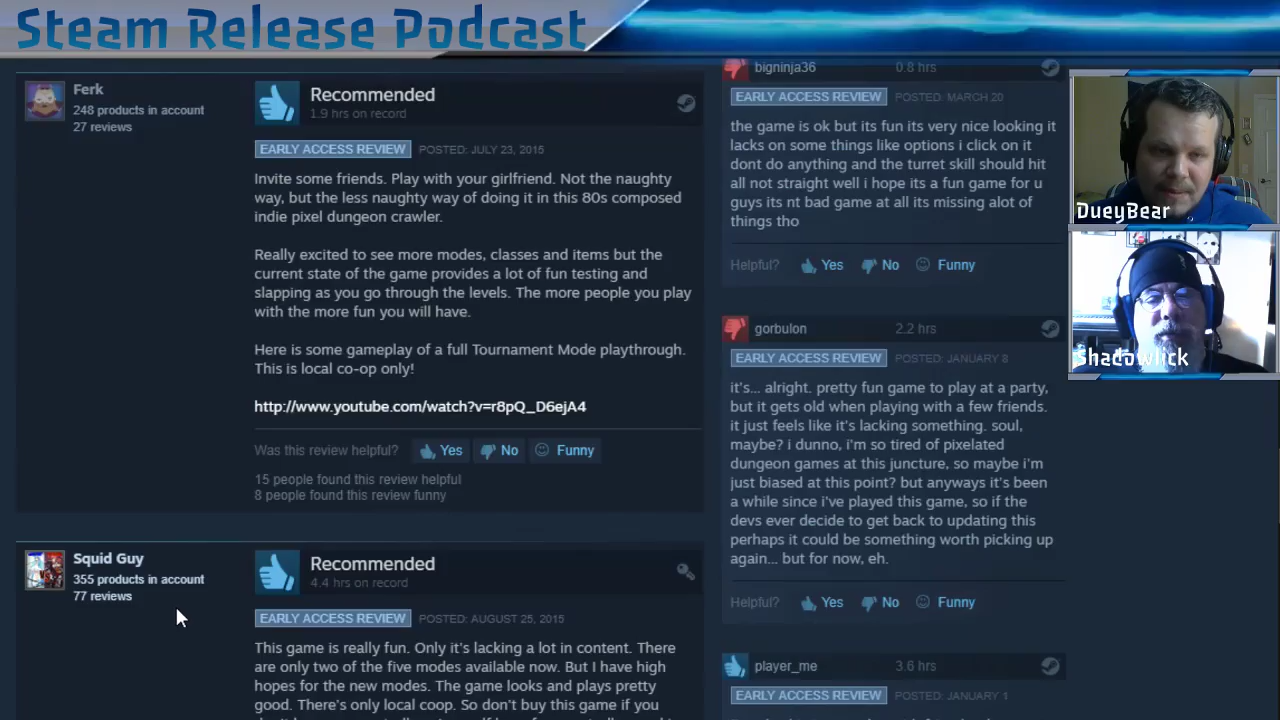 Steam Release Podcast
Ferk
248 products in account
27 reviews
Recommended
1.9 hrs on record
EARLY ACCESS REVIEW POSTED: JULY 23, 2015
Invite some friends. Play with your girlfriend. Not the naughty
way, but the less naughty way of doing it in this 80s composed
indie pixel dungeon crawler.
Really excited to see more modes, classes and items but the
current state of the game provides a lot of fun testing and
slapping as you go through the levels. The more people you play
with the more fun you will have.
Here is some gameplay of a full Tournament Mode playthrough.
This is local co-op only!
http://www.youtube.com/watch?v=r8pQ_D6ejA4
Was this review helpful? Yes No Funny
15 people found this review helpful
8 people found this review funny
Squid Guy
355 products in account
77 reviews
Recommended
4.4 hrs on record
EARLY ACCESS REVIEW POSTED: AUGUST 25, 2015
This game is really fun. Only it's lacking a lot in content. There
are only two of the five modes available now. But I have high
hopes for the new modes. The game looks and plays pretty
good. There's only local coop. So don't buy this game if you
bigninja36 0.8 hrs
EARLY ACCESS REVIEW POSTED: MARCH 20
the game is ok but its fun its very nice looking it
lacks on some things like options i click on it
dont do anything and the turret skill should hit
all not straight well i hope its a fun game for u
guys its nt bad game at all its missing alot of
things tho
Helpful? Yes No Funny
gorbulon 2.2 hrs
EARLY ACCESS REVIEW POSTED: JANUARY 8
it's... alright. pretty fun game to play at a party,
but it gets old when playing with a few friends.
it just feels like it's lacking something. soul,
maybe? i dunno, i'm so tired of pixelated
dungeon games at this juncture, so maybe i'm
just biased at this point? but anyways it's been
a while since i've played this game, so if the
devs ever decide to get back to updating this
perhaps it could be something worth picking up
again... but for now, eh.
Helpful? Yes No Funny
player_me 3.6 hrs
EARLY ACCESS REVIEW POSTED: JANUARY 1
DueyBear
Shadowlick